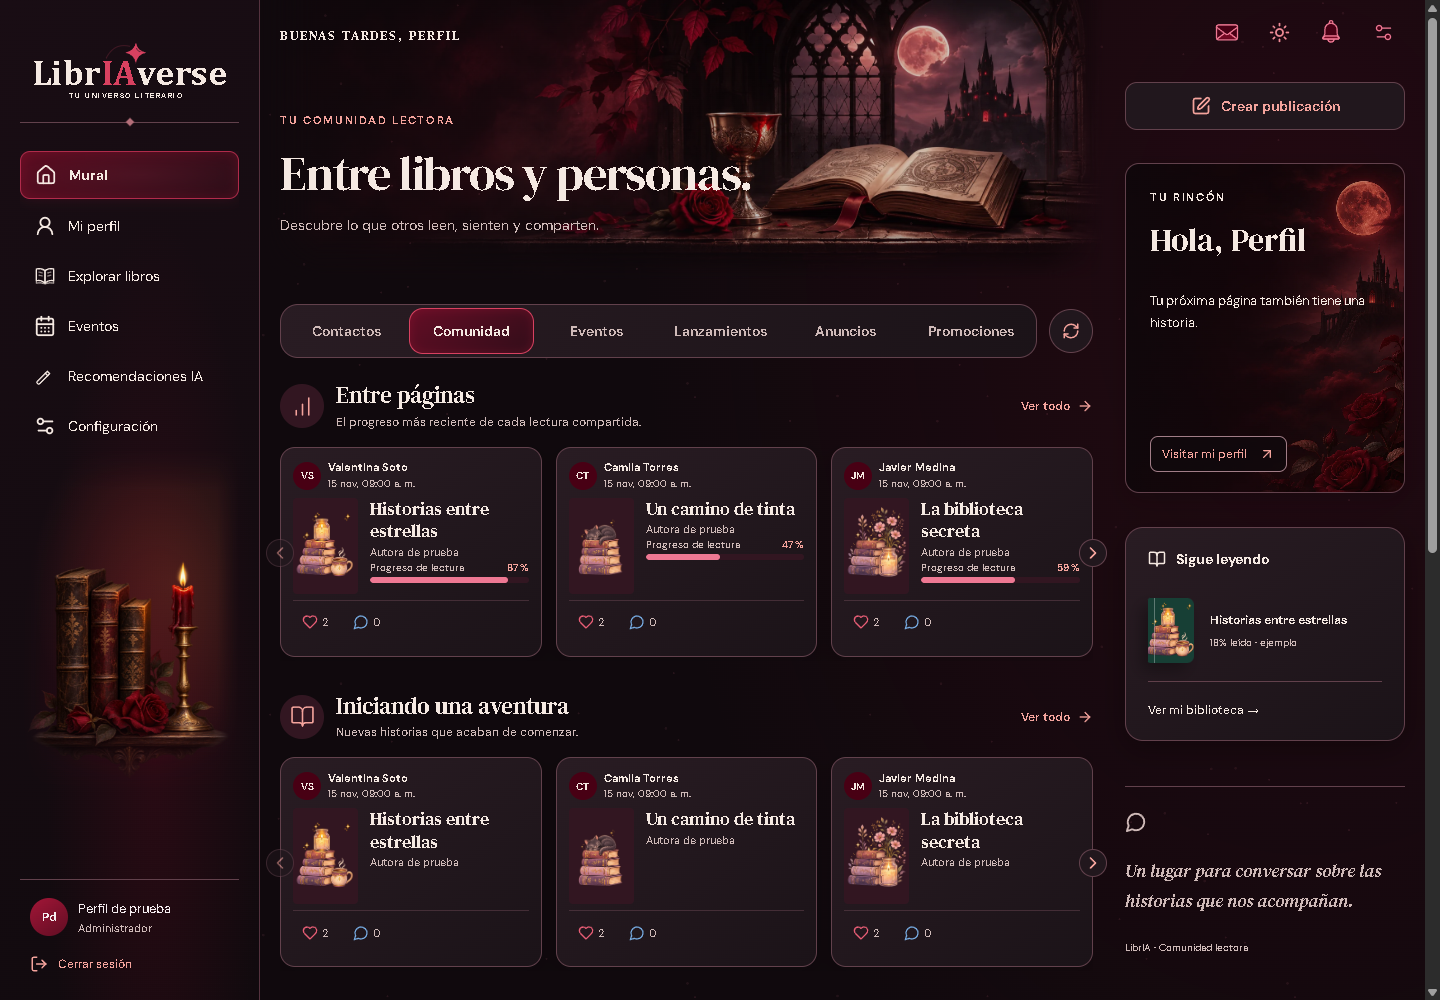 LibrIAverse
TU UNIVERSO LITERARIO
Mural
Mi perfil
Explorar libros
Eventos
Recomendaciones IA
Configuración
Pd
Perfil de prueba
Administrador
Cerrar sesión
BUENAS TARDES, PERFIL
TU COMUNIDAD LECTORA
Entre libros y personas.
Descubre lo que otros leen, sienten y comparten.
Contactos
Comunidad
Eventos
Lanzamientos
Anuncios
Promociones
Entre páginas
El progreso más reciente de cada lectura compartida.
Ver todo →
VS
Valentina Soto
15 nov, 09:00 a. m.
Historias entre
estrellas
Autora de prueba
Progreso de lectura 87%
2 0
CT
Camila Torres
15 nov, 09:00 a. m.
Un camino de tinta
Autora de prueba
Progreso de lectura 47%
2 0
JM
Javier Medina
15 nov, 09:00 a. m.
La biblioteca
secreta
Autora de prueba
Progreso de lectura 59%
2 0
Iniciando una aventura
Nuevas historias que acaban de comenzar.
Ver todo →
VS
Valentina Soto
15 nov, 09:00 a. m.
Historias entre
estrellas
Autora de prueba
2 0
CT
Camila Torres
15 nov, 09:00 a. m.
Un camino de tinta
Autora de prueba
2 0
JM
Javier Medina
15 nov, 09:00 a. m.
La biblioteca
secreta
Autora de prueba
2 0
Crear publicación
TU RINCÓN
Hola, Perfil
Tu próxima página también tiene una
historia.
Visitar mi perfil
Sigue leyendo
Historias entre estrellas
18% leído · ejemplo
Ver mi biblioteca →
Un lugar para conversar sobre las
historias que nos acompañan.
LibrIA · Comunidad lectora